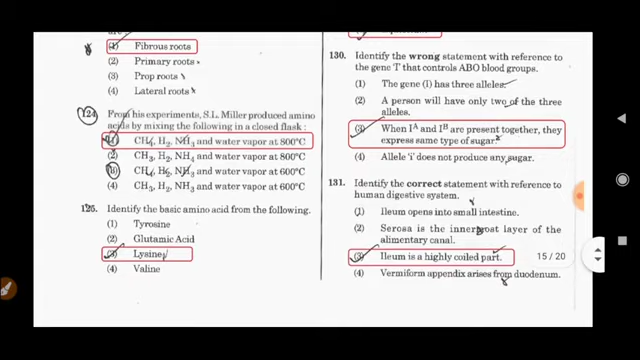 (1) Fibrous roots
(2) Primary roots
(3) Prop roots
(4) Lateral roots
124. From his experiments, S.L. Miller produced amino
acids by mixing the following in a closed flask :
(1) CH4, H2, NH3 and water vapor at 800°C
(2) CH3, H2, NH4 and water vapor at 800°C
(3) CH4, H2, NH3 and water vapor at 600°C
(4) CH3, H2, NH3 and water vapor at 600°C
125. Identify the basic amino acid from the following.
(1) Tyrosine
(2) Glutamic Acid
(3) Lysine
(4) Valine
130. Identify the wrong statement with reference to
the gene 'I' that controls ABO blood groups.
(1) The gene (I) has three alleles.
(2) A person will have only two of the three
alleles.
(3) When IA and IB are present together, they
express same type of sugar.
(4) Allele 'i' does not produce any sugar.
131. Identify the correct statement with reference to
human digestive system.
(1) Ileum opens into small intestine.
(2) Serosa is the innermost layer of the
alimentary canal.
(3) Ileum is a highly coiled part.
(4) Vermiform appendix arises from duodenum.
15 / 20